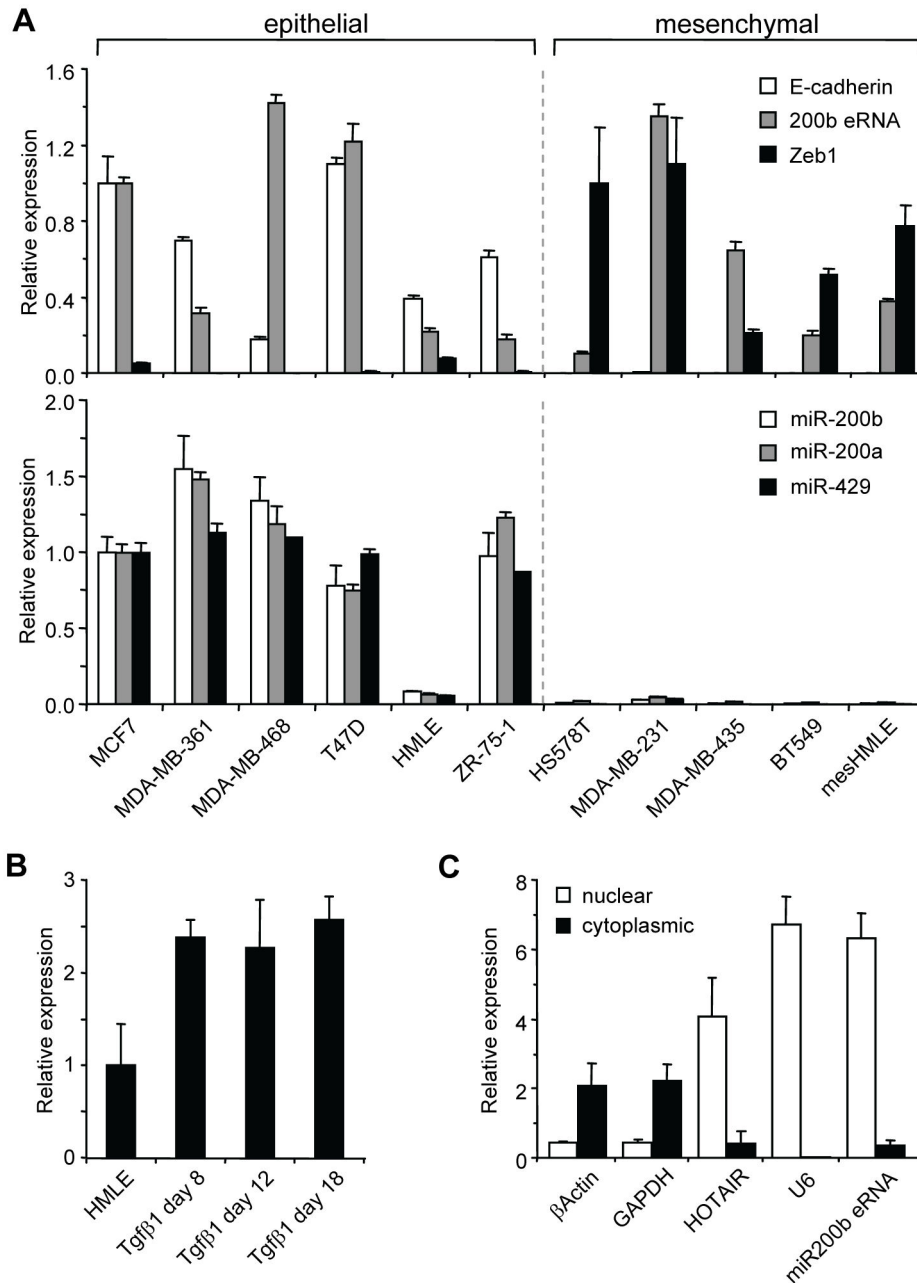 A
epithelial
mesenchymal
Relative expression
1.6
1.2
0.8
0.4
0.0
E-cadherin
200b eRNA
Zeb1
Relative expression
2.0
1.5
1.0
0.5
0.0
miR-200b
miR-200a
miR-429
MCF7
MDA-MB-361
MDA-MB-468
T47D
HMLE
ZR-75-1
HS578T
MDA-MB-231
MDA-MB-435
BT549
mesHMLE
B
Relative expression
3
2
1
0
HMLE
Tgfβ1 day 8
Tgfβ1 day 12
Tgfβ1 day 18
C
Relative expression
8
6
4
2
0
nuclear
cytoplasmic
βActin
GAPDH
HOTAIR
U6
miR200b eRNA